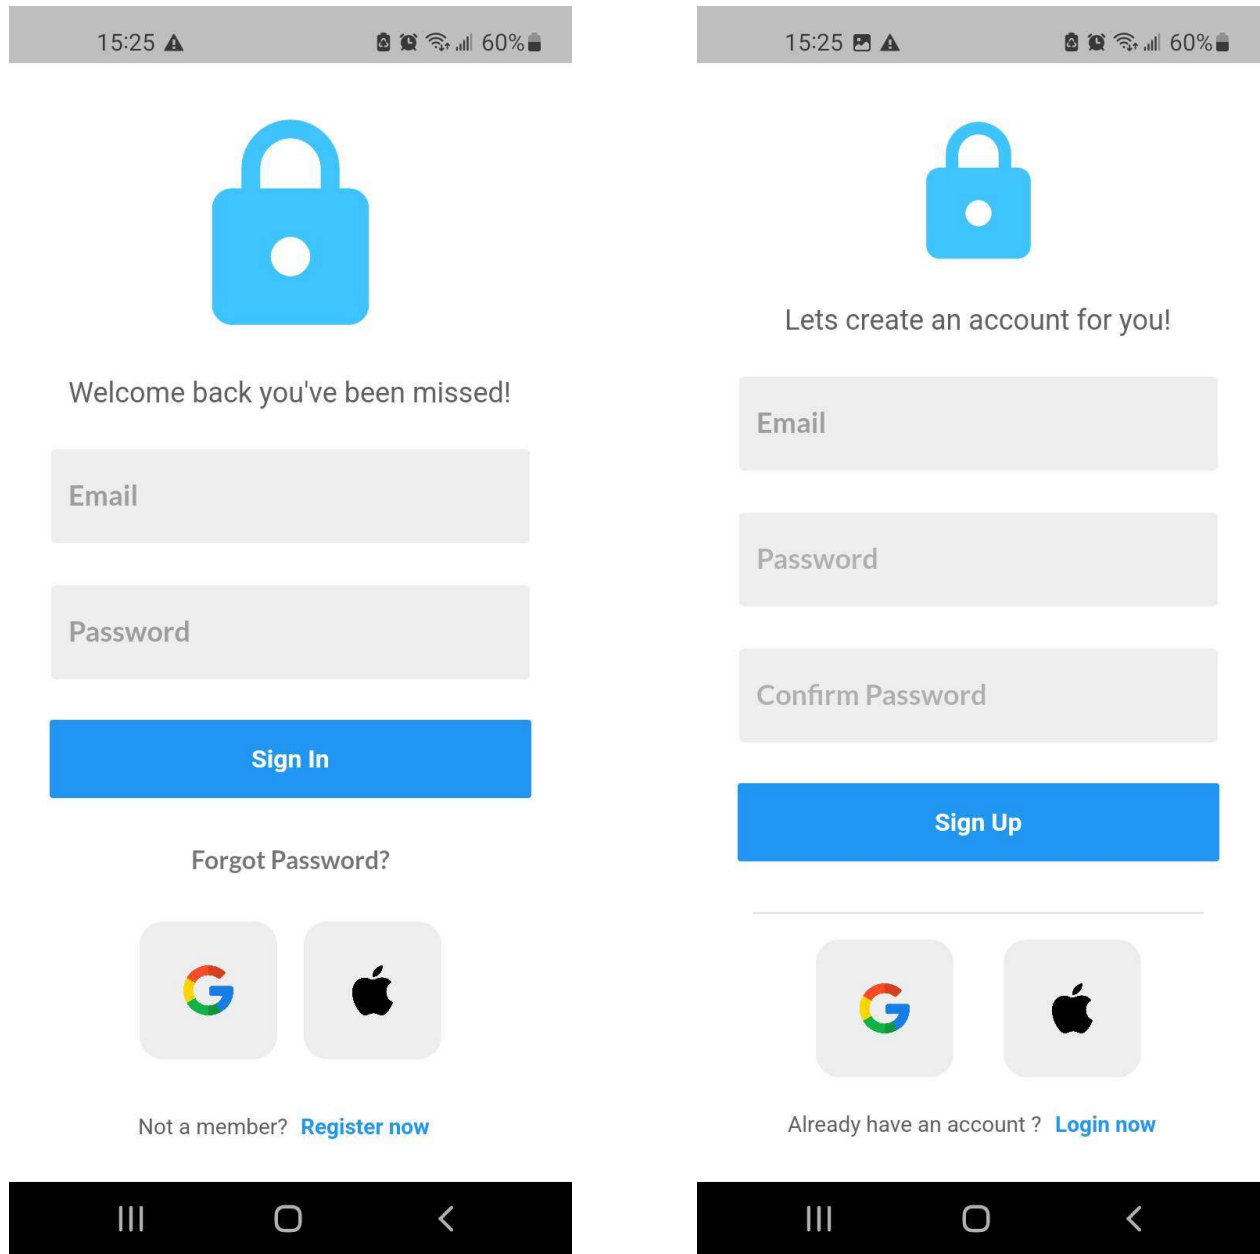 15:25 60%
Welcome back you've been missed!
Email
Password
Sign In
Forgot Password?
Not a member? Register now
15:25 60%
Lets create an account for you!
Email
Password
Confirm Password
Sign Up
Already have an account ? Login now